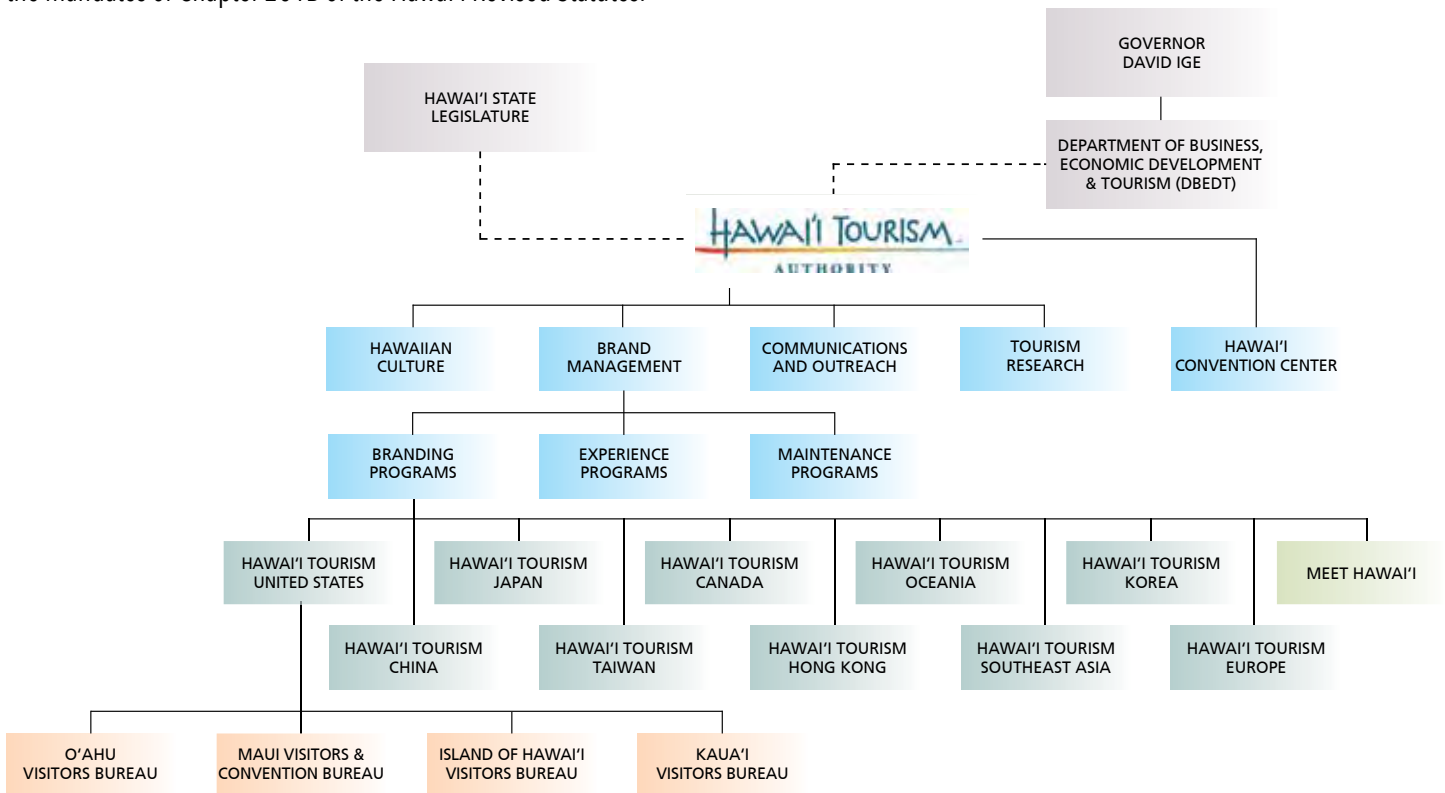 the mandates of Chapter 201B of the Hawai‘i Revised Statutes.
GOVERNOR
DAVID IGE
HAWAI‘I STATE
LEGISLATURE
DEPARTMENT OF BUSINESS,
ECONOMIC DEVELOPMENT
& TOURISM (DBEDT)
HAWAI‘I TOURISM
AUTHORITY
HAWAIIAN
CULTURE
BRAND
MANAGEMENT
COMMUNICATIONS
AND OUTREACH
TOURISM
RESEARCH
HAWAI‘I
CONVENTION CENTER
BRANDING
PROGRAMS
EXPERIENCE
PROGRAMS
MAINTENANCE
PROGRAMS
HAWAI‘I TOURISM
UNITED STATES
HAWAI‘I TOURISM
JAPAN
HAWAI‘I TOURISM
CANADA
HAWAI‘I TOURISM
OCEANIA
HAWAI‘I TOURISM
KOREA
MEET HAWAI‘I
HAWAI‘I TOURISM
CHINA
HAWAI‘I TOURISM
TAIWAN
HAWAI‘I TOURISM
HONG KONG
HAWAI‘I TOURISM
SOUTHEAST ASIA
HAWAI‘I TOURISM
EUROPE
O‘AHU
VISITORS BUREAU
MAUI VISITORS &
CONVENTION BUREAU
ISLAND OF HAWAI‘I
VISITORS BUREAU
KAUA‘I
VISITORS BUREAU